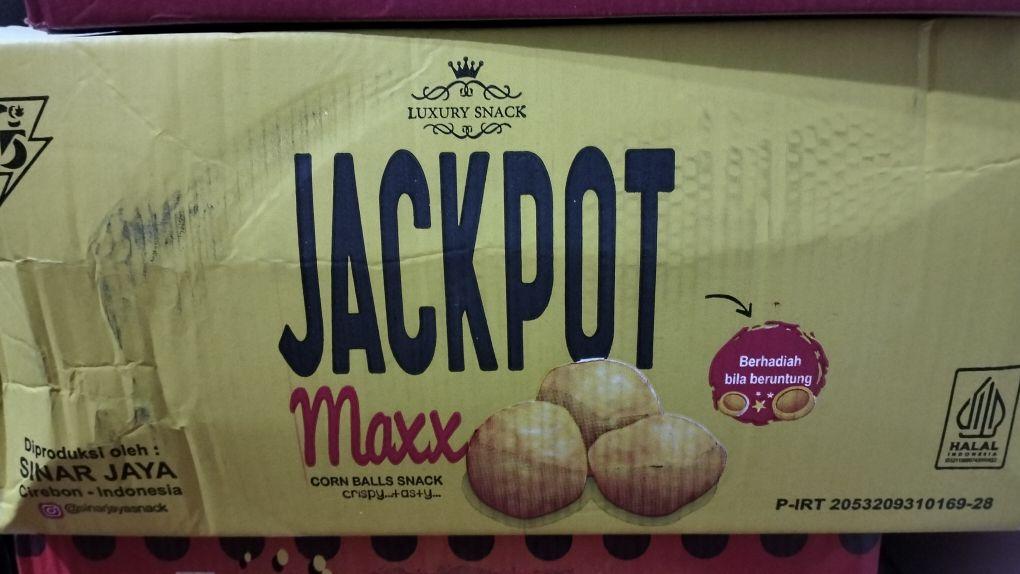 LUXURY SNACK
JACKPOT
Maxx
CORN BALLS SNACK
crispy...tasty...
Berhadiah
bila beruntung
Diproduksi oleh :
SINAR JAYA
Cirebon - Indonesia
@sinarjayasnack
HALAL
INDONESIA
P-IRT 2053209310169-28